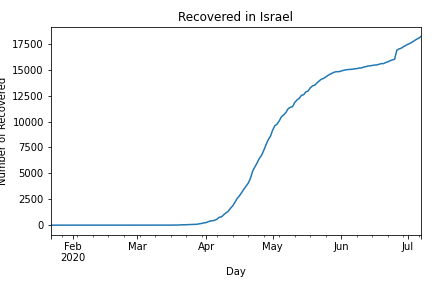 Recovered in Israel
17500
15000
12500
10000
7500
5000
2500
0
Number of Recovered
Feb
2020
Mar
Apr
May
Jun
Jul
Day